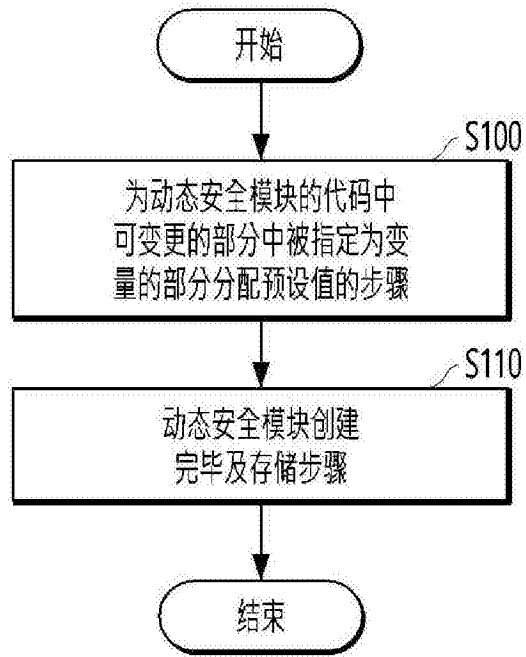 开始
S100
为动态安全模块的代码中
可变更的部分中被指定为变
量的部分分配预设值的步骤
S110
动态安全模块创建
完毕及存储步骤
结束